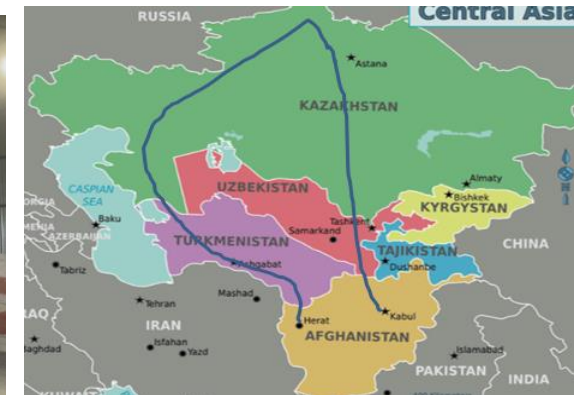 Central Asia
RUSSIA
Astana
KAZAKHSTAN
CASPIAN
SEA
UZBEKISTAN
Almaty
Bishkek
KYRGYSTAN
Tashkent
Baku
AZERBAIJAN
TURKMENISTAN
Samarkand
CHINA
TAJIKISTAN
Dushanbe
Ashgabat
Tabriz
Tehran
Mashad
Herat
Kabul
AFGHANISTAN
IRAN
Isfahan
Yazd
Islamabad
PAKISTAN
INDIA